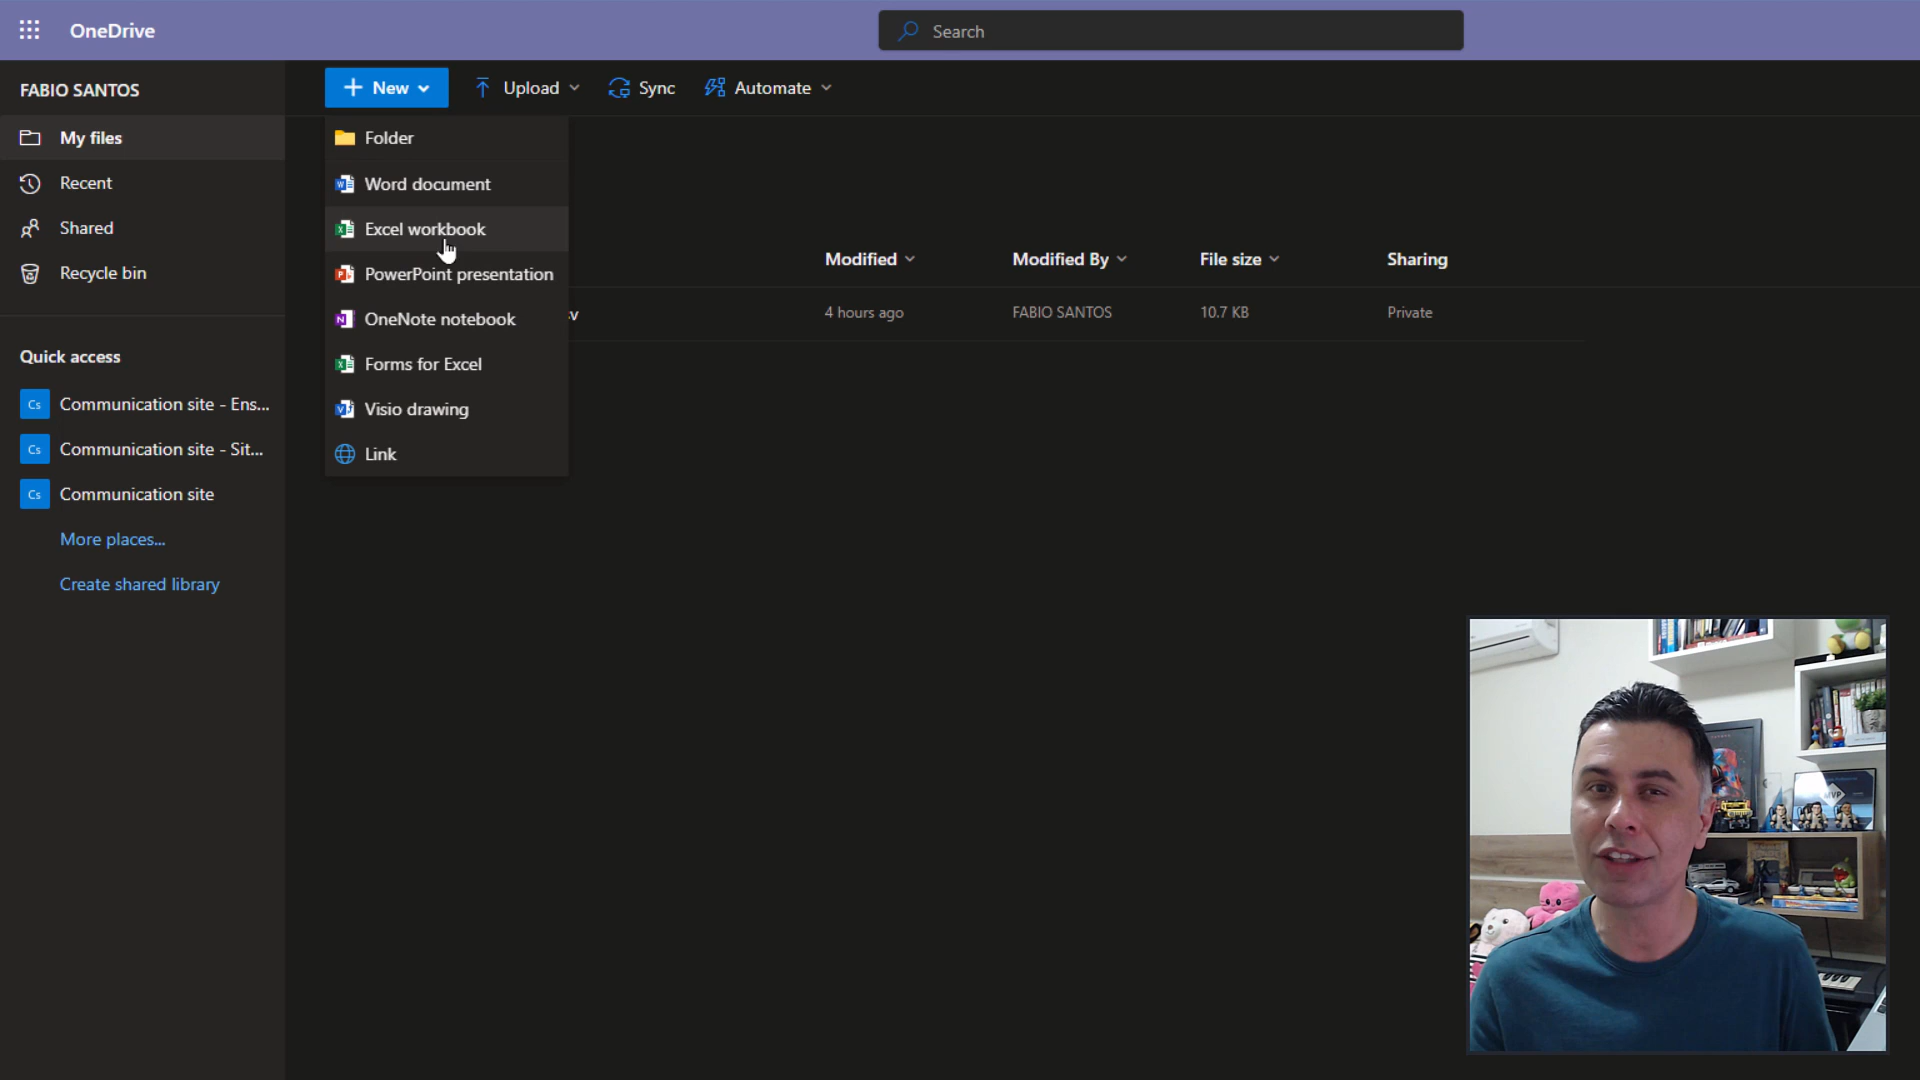 OneDrive
Search
FABIO SANTOS
My files
Recent
Shared
Recycle bin
Quick access
Cs Communication site - Ens...
Cs Communication site - Sit...
Cs Communication site
More places...
Create shared library
New
Upload
Sync
Automate
Folder
Word document
Excel workbook
PowerPoint presentation
OneNote notebook
Forms for Excel
Visio drawing
Link
Modified
Modified By
File size
Sharing
sv
4 hours ago
FABIO SANTOS
10.7 KB
Private
MVP